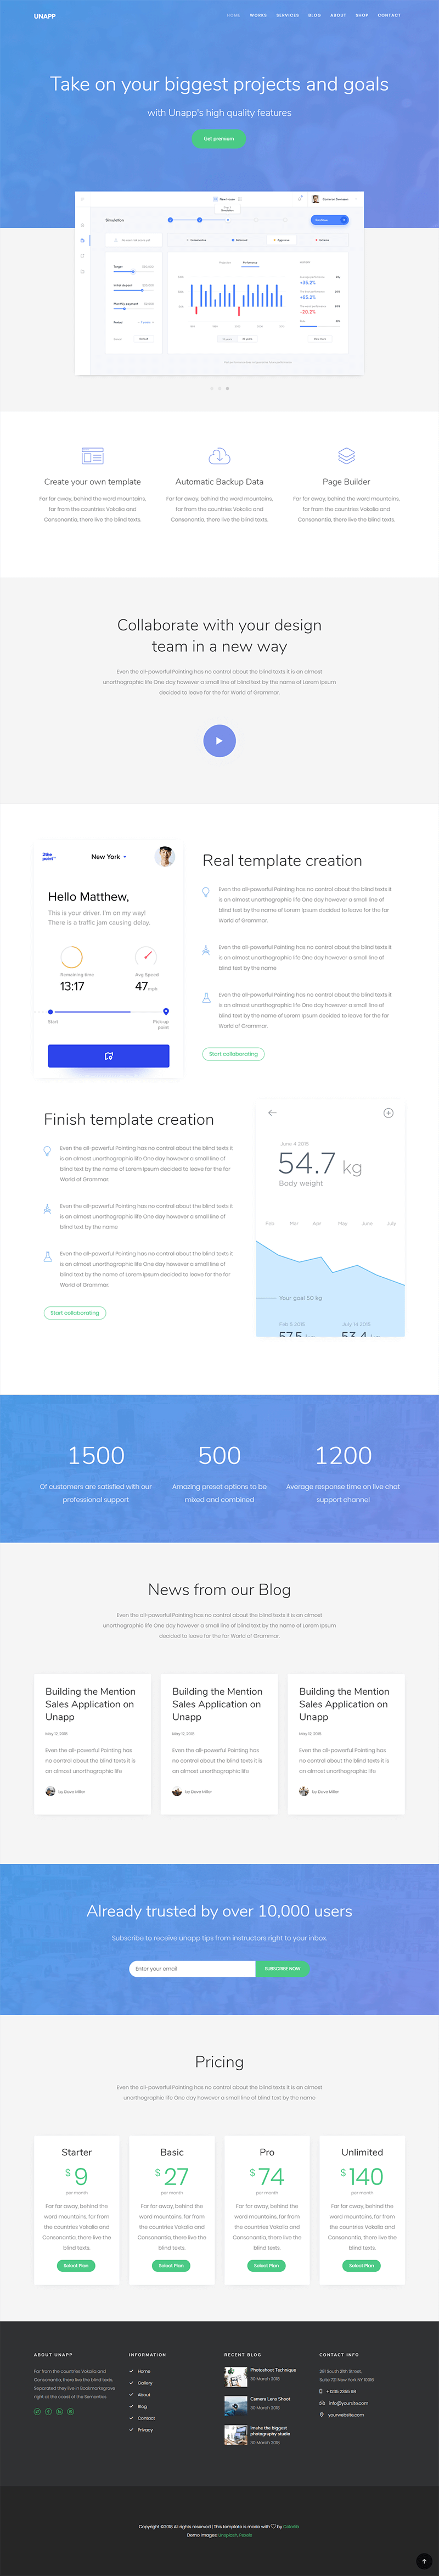 UNAPP
HOME WORKS SERVICES BLOG ABOUT SHOP CONTACT
Take on your biggest projects and goals
with Unapp's high quality features
Get premium
Simulation
Target
Initial deposit
Monthly payment
Period
Performance
+35.2%
+65.2%
-20.2%
Create your own template
Far far away, behind the word mountains,
far from the countries Vokalia and
Consonantia, there live the blind texts.
Automatic Backup Data
Far far away, behind the word mountains,
far from the countries Vokalia and
Consonantia, there live the blind texts.
Page Builder
Far far away, behind the word mountains,
far from the countries Vokalia and
Consonantia, there live the blind texts.
Collaborate with your design
team in a new way
Even the all-powerful Pointing has no control about the blind texts it is an almost
unorthographic life One day however a small line of blind text by the name of Lorem Ipsum
decided to leave for the far World of Grammar.
New York
Hello Matthew,
This is your driver. I'm on my way!
There is a traffic jam causing delay.
Remaining time
13:17
Avg Speed
47 mph
Start
Pick-up
point
Real template creation
Even the all-powerful Pointing has no control about the blind texts it
is an almost unorthographic life One day however a small line of
blind text by the name of Lorem Ipsum decided to leave for the far
World of Grammar.
Even the all-powerful Pointing has no control about the blind texts it
is an almost unorthographic life One day however a small line of
blind text by the name
Even the all-powerful Pointing has no control about the blind texts it
is an almost unorthographic life One day however a small line of
blind text by the name of Lorem Ipsum decided to leave for the far
World of Grammar.
Start collaborating
Finish template creation
Even the all-powerful Pointing has no control about the blind texts it
is an almost unorthographic life One day however a small line of
blind text by the name of Lorem Ipsum decided to leave for the far
World of Grammar.
Even the all-powerful Pointing has no control about the blind texts it
is an almost unorthographic life One day however a small line of
blind text by the name
Even the all-powerful Pointing has no control about the blind texts it
is an almost unorthographic life One day however a small line of
blind text by the name of Lorem Ipsum decided to leave for the far
World of Grammar.
Start collaborating
June 4 2015
54.7 kg
Body weight
Feb Mar Apr May June July
Your goal 50 kg
Feb 3 2015 July 14 2015
57.5 53.4
1500
Of customers are satisfied with our
professional support
500
Amazing preset options to be
mixed and combined
1200
Average response time on live chat
support channel
News from our Blog
Even the all-powerful Pointing has no control about the blind texts it is an almost
unorthographic life One day however a small line of blind text by the name of Lorem Ipsum
decided to leave for the far World of Grammar.
Building the Mention
Sales Application on
Unapp
May 12, 2018
Even the all-powerful Pointing has
no control about the blind texts it is
an almost unorthographic life
by Dave Miller
Building the Mention
Sales Application on
Unapp
May 12, 2018
Even the all-powerful Pointing has
no control about the blind texts it is
an almost unorthographic life
by Dave Miller
Building the Mention
Sales Application on
Unapp
May 12, 2018
Even the all-powerful Pointing has
no control about the blind texts it is
an almost unorthographic life
by Dave Miller
Already trusted by over 10,000 users
Subscribe to receive unapp tips from instructors right to your inbox.
Enter your email
SUBSCRIBE NOW
Pricing
Even the all-powerful Pointing has no control about the blind texts it is an almost
unorthographic life One day however a small line of blind text by the name
Starter
$9
per month
Far far away, behind the
word mountains, far from
the countries Vokalia and
Consonantia, there live the
blind texts.
Select Plan
Basic
$27
per month
Far far away, behind the
word mountains, far from
the countries Vokalia and
Consonantia, there live the
blind texts.
Select Plan
Pro
$74
per month
Far far away, behind the
word mountains, far from
the countries Vokalia and
Consonantia, there live the
blind texts.
Select Plan
Unlimited
$140
per month
Far far away, behind the
word mountains, far from
the countries Vokalia and
Consonantia, there live the
blind texts.
Select Plan
ABOUT UNAPP
Far from the countries Vokalia and
Consonantia, there live the blind texts.
Separated they live in Bookmarksgrove
right at the coast of the Semantics
INFORMATION
Home
Gallery
About
Blog
Contact
Privacy
RECENT BLOG
Photoshoot Technique
30 March 2018
Camera Lens Shoot
30 March 2018
Imahe the biggest
photography studio
30 March 2018
CONTACT INFO
291 South 21th Street,
Suite 721 New York NY 10016
+ 1235 2355 98
info@yoursite.com
yourwebsite.com
Copyright ©2018 All rights reserved | This template is made with by Colorlib
Demo Images: Unsplash, Pexels